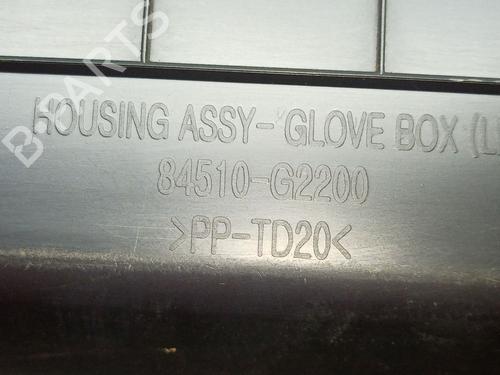 B-PARTS
HOUSING ASSY-GLOVE BOX (L
84510-G2200
>PP-TD20<